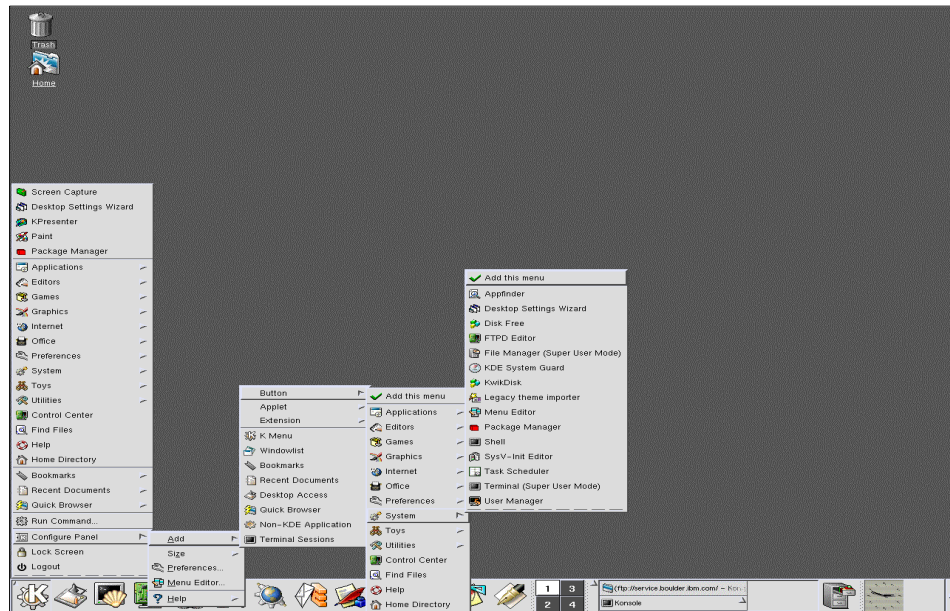 Trash
Home
Screen Capture
Desktop Settings Wizard
KPresenter
Paint
Package Manager
Applications
Editors
Games
Graphics
Internet
Office
Preferences
System
Toys
Utilities
Control Center
Find Files
Help
Home Directory
Bookmarks
Recent Documents
Quick Browser
Run Command...
Configure Panel
Lock Screen
Logout
Add
Size
Preferences...
Menu Editor...
Help
Button
Applet
Extension
K Menu
Windowlist
Bookmarks
Recent Documents
Desktop Access
Quick Browser
Non-KDE Application
Terminal Sessions
Add this menu
Applications
Editors
Games
Graphics
Internet
Office
Preferences
System
Toys
Utilities
Control Center
Find Files
Help
Home Directory
Add this menu
Appfinder
Desktop Settings Wizard
Disk Free
FTPD Editor
File Manager (Super User Mode)
KDE System Guard
KwikDisk
Legacy theme importer
Menu Editor
Package Manager
Shell
SysV-Init Editor
Task Scheduler
Terminal (Super User Mode)
User Manager
1 3
2 4
(ftp://service.boulder.ibm.com/ - Kon
Konsole